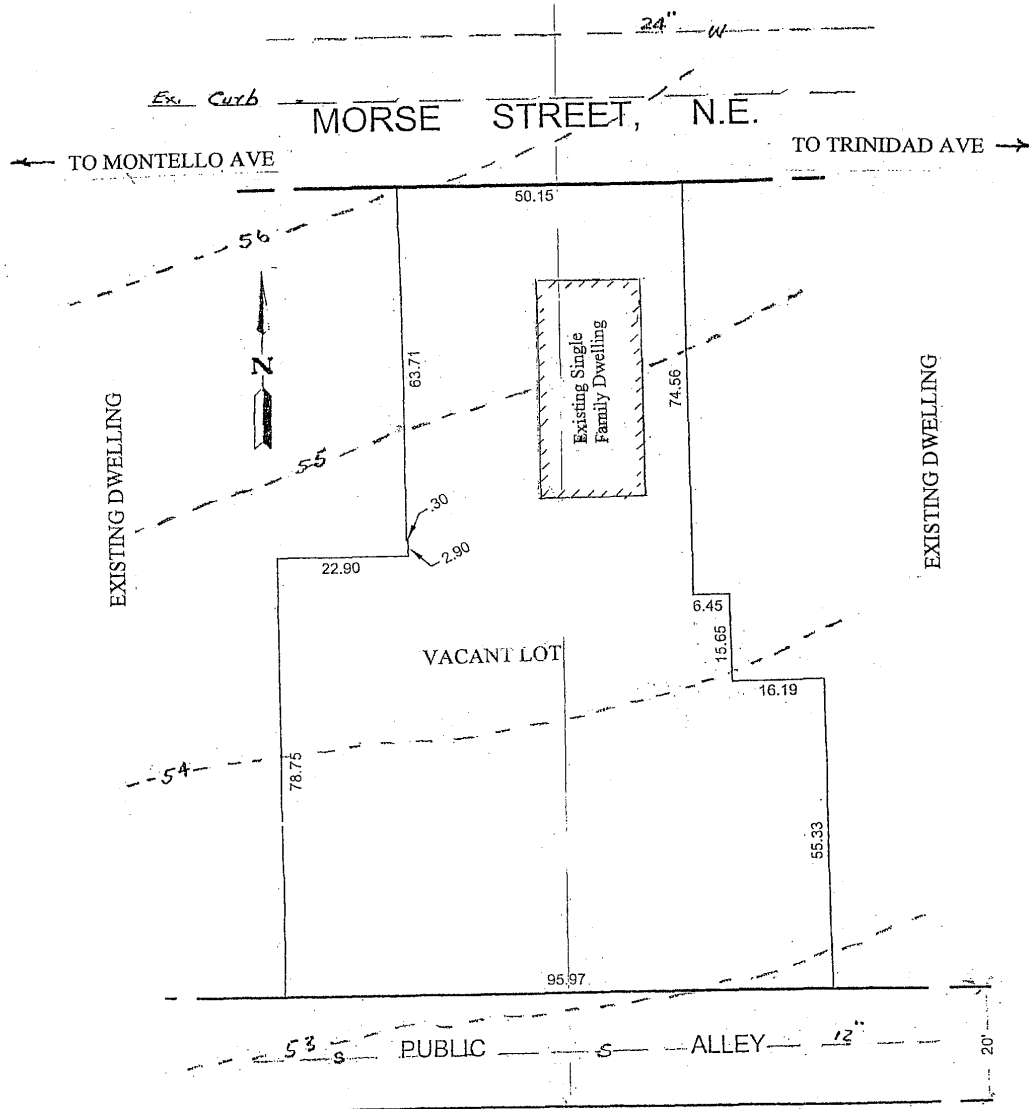 24" W
Ex. Curb
MORSE STREET, N.E.
← TO MONTELLO AVE
TO TRINIDAD AVE →
50.15
56
N
63.71
Existing Single
Family Dwelling
74.56
EXISTING DWELLING
EXISTING DWELLING
55
.30
2.90
22.90
6.45
15.65
VACANT LOT
16.19
54
78.75
55.33
95.97
53 S PUBLIC S ALLEY 12"
20'